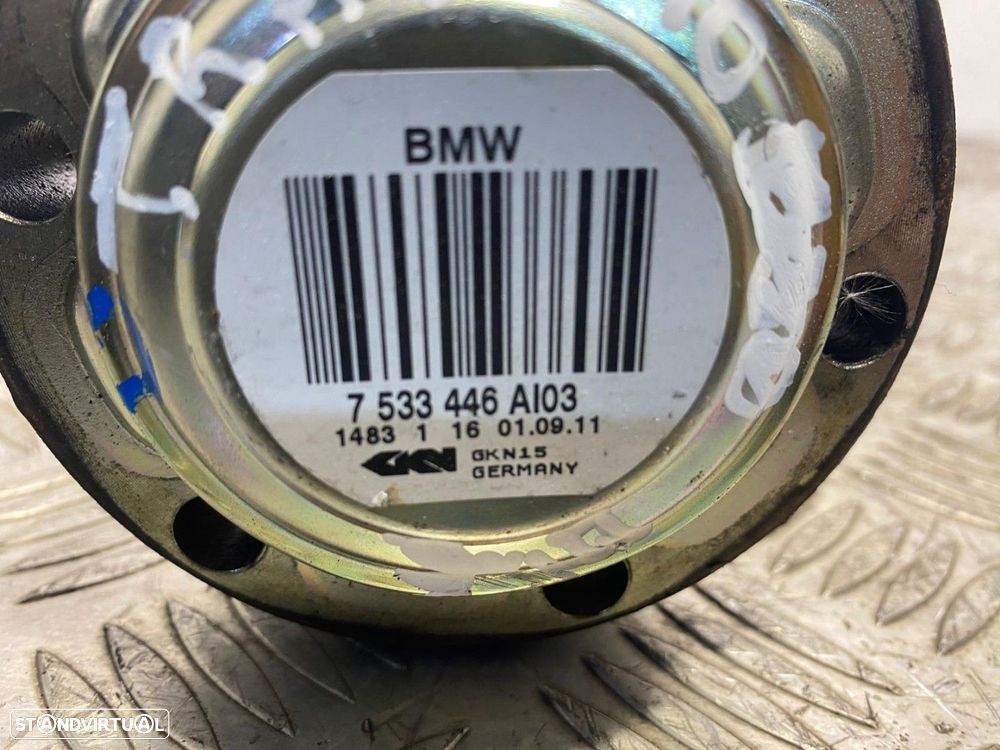 BMW
7 533 446 AI03
1483 1 16 01.09.11
GKN GKN15
GERMANY
STANDVIRTUAL